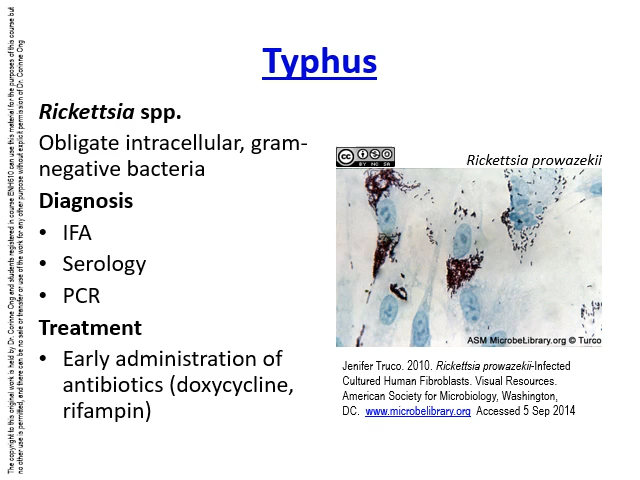 The copyright to this original work is held by Dr. Corinne Ong and students registered in course ENH610 can use this material for the purposes of this course but
no other use is permitted, and there can be no sale or transfer or use of the work for any other purpose without explicit permission of Dr. Corinne Ong
Typhus
Rickettsia spp.
Obligate intracellular, gram-
negative bacteria
Diagnosis
• IFA
• Serology
• PCR
Treatment
• Early administration of
antibiotics (doxycycline,
rifampin)
cc BY NC SA
Rickettsia prowazekii
ASM MicrobeLibrary.org © Turco
Jenifer Truco. 2010. Rickettsia prowazekii-Infected
Cultured Human Fibroblasts. Visual Resources.
American Society for Microbiology, Washington,
DC. www.microbelibrary.org Accessed 5 Sep 2014